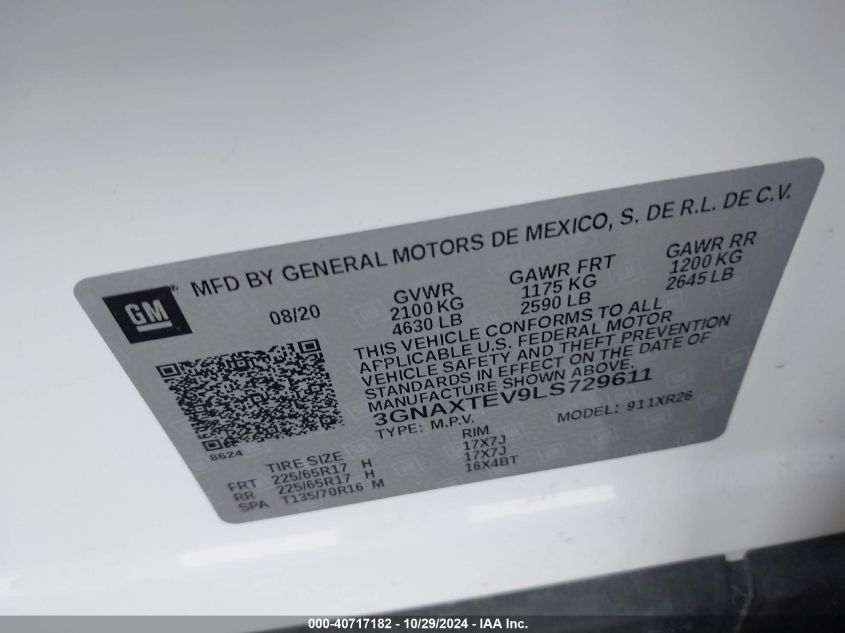 GM
MFD BY GENERAL MOTORS DE MEXICO, S. DE R.L. DE C.V.
08/20
GVWR
2100 KG
4630 LB
GAWR FRT
1175 KG
2590 LB
GAWR RR
1200 KG
2645 LB
THIS VEHICLE CONFORMS TO ALL
APPLICABLE U.S. FEDERAL MOTOR
VEHICLE SAFETY AND THEFT PREVENTION
STANDARDS IN EFFECT ON THE DATE OF
MANUFACTURE SHOWN ABOVE.
3GNAXTEV9LS729611
TYPE: M.P.V.
MODEL: 911XR26
8624
TIRE SIZE
RIM
FRT 225/65R17 H 17X7J
RR 225/65R17 H 17X7J
SPA T135/70R16 M 16X4BT
000-40717182 - 10/29/2024 - IAA Inc.